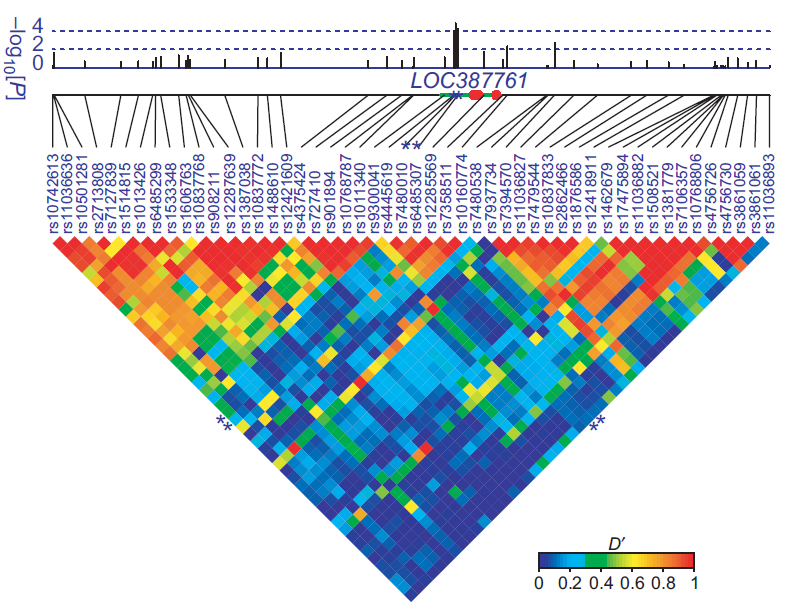 4
2
0
−log10[P]
LOC387761
*
**
rs10742613
rs11036636
rs10501281
rs2713808
rs7127839
rs1514815
rs10134426
rs6485299
rs1533348
rs1606763
rs10837768
rs908211
rs12287639
rs1387038
rs10837772
rs1488610
rs12421609
rs4375424
rs727410
rs901894
rs10768787
rs1011340
rs9300041
rs4445619
rs7480010
rs6485307
rs12285569
rs7358511
rs10160774
rs7480538
rs7937734
rs7394570
rs11036827
rs7479544
rs10837833
rs2862466
rs1876586
rs12418911
rs1462679
rs17475894
rs11036882
rs1508521
rs1381779
rs7106357
rs10768806
rs4756726
rs4756730
rs3861059
rs3861061
rs11036893
**
**
D′
0 0.2 0.4 0.6 0.8 1